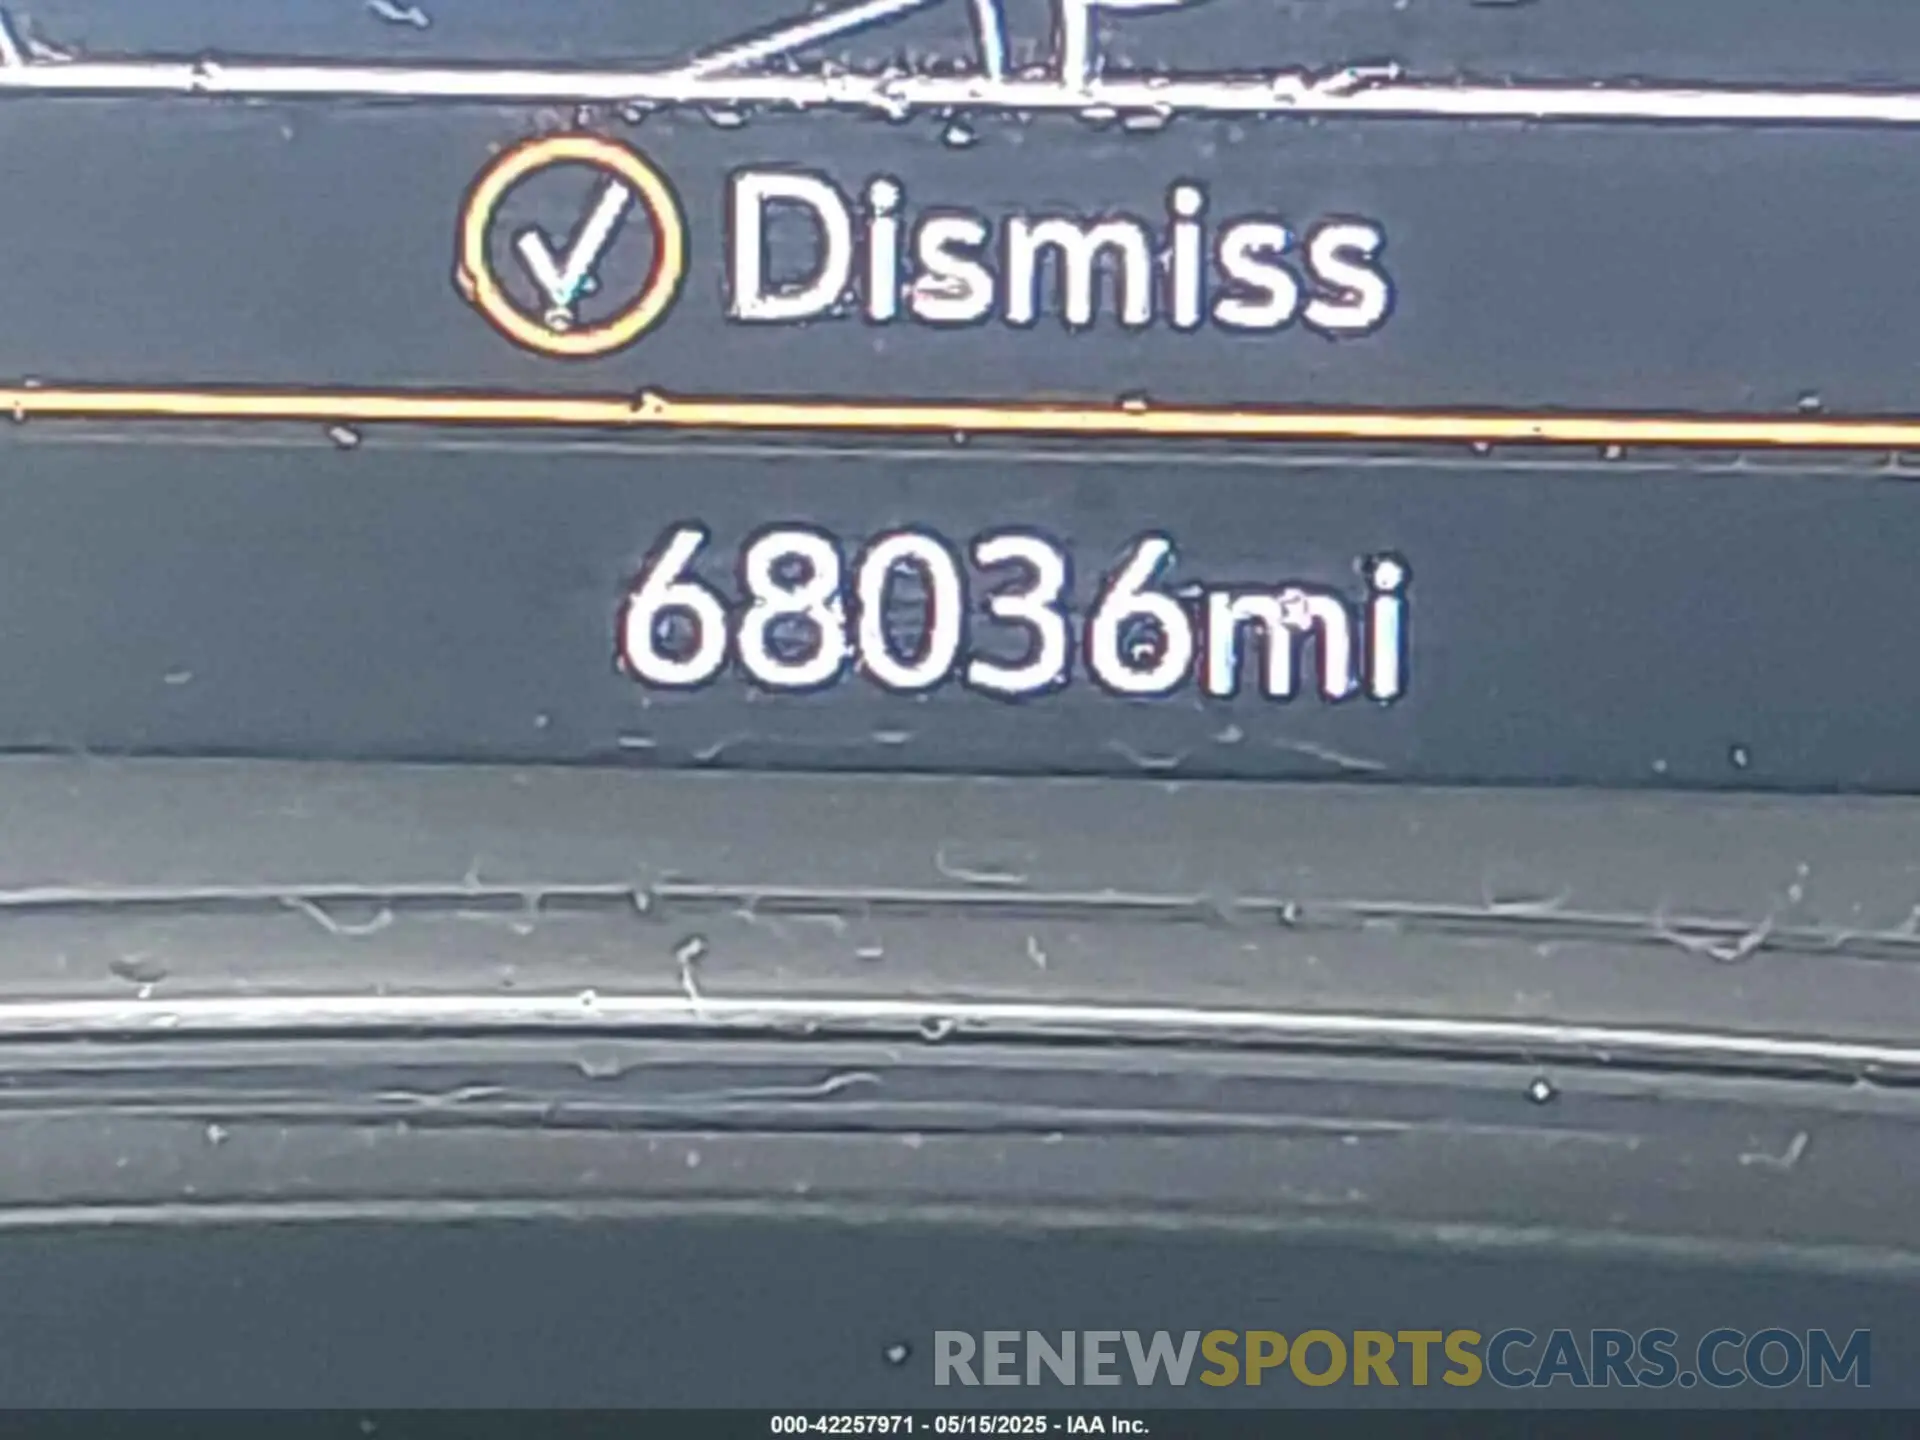 Dismiss
68036mi
RENEWSPORTSCARS.COM
000-42257971 - 05/15/2025 - IAA Inc.